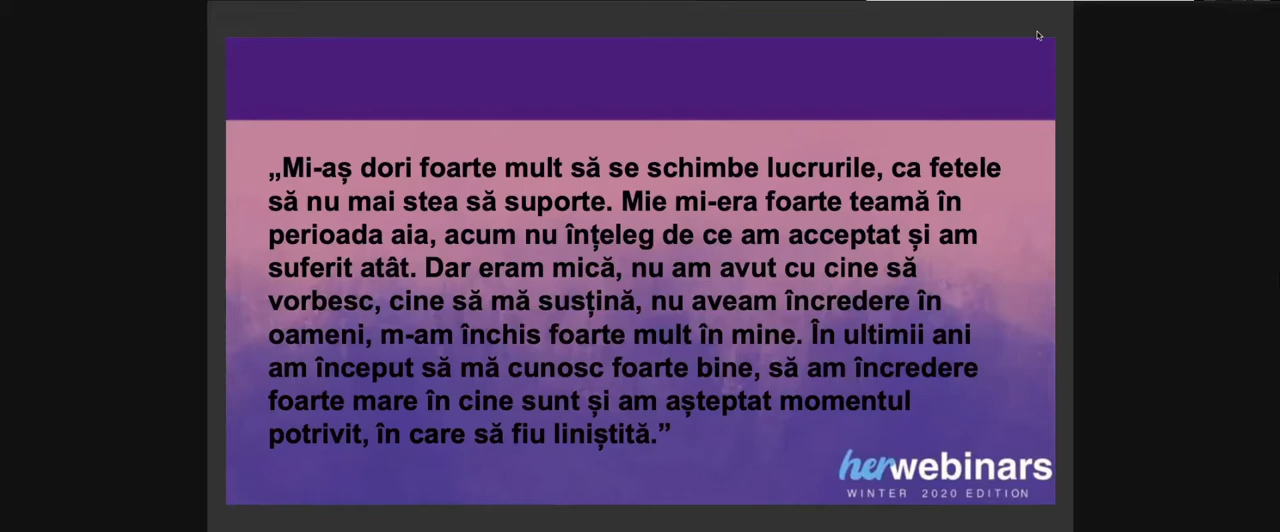 „Mi-aș dori foarte mult să se schimbe lucrurile, ca fetele
să nu mai stea să suporte. Mie mi-era foarte teamă în
perioada aia, acum nu înțeleg de ce am acceptat și am
suferit atât. Dar eram mică, nu am avut cu cine să
vorbesc, cine să mă susțină, nu aveam încredere în
oameni, m-am închis foarte mult în mine. În ultimii ani
am început să mă cunosc foarte bine, să am încredere
foarte mare în cine sunt și am așteptat momentul
potrivit, în care să fiu liniștită.”
herwebinars
WINTER 2020 EDITION